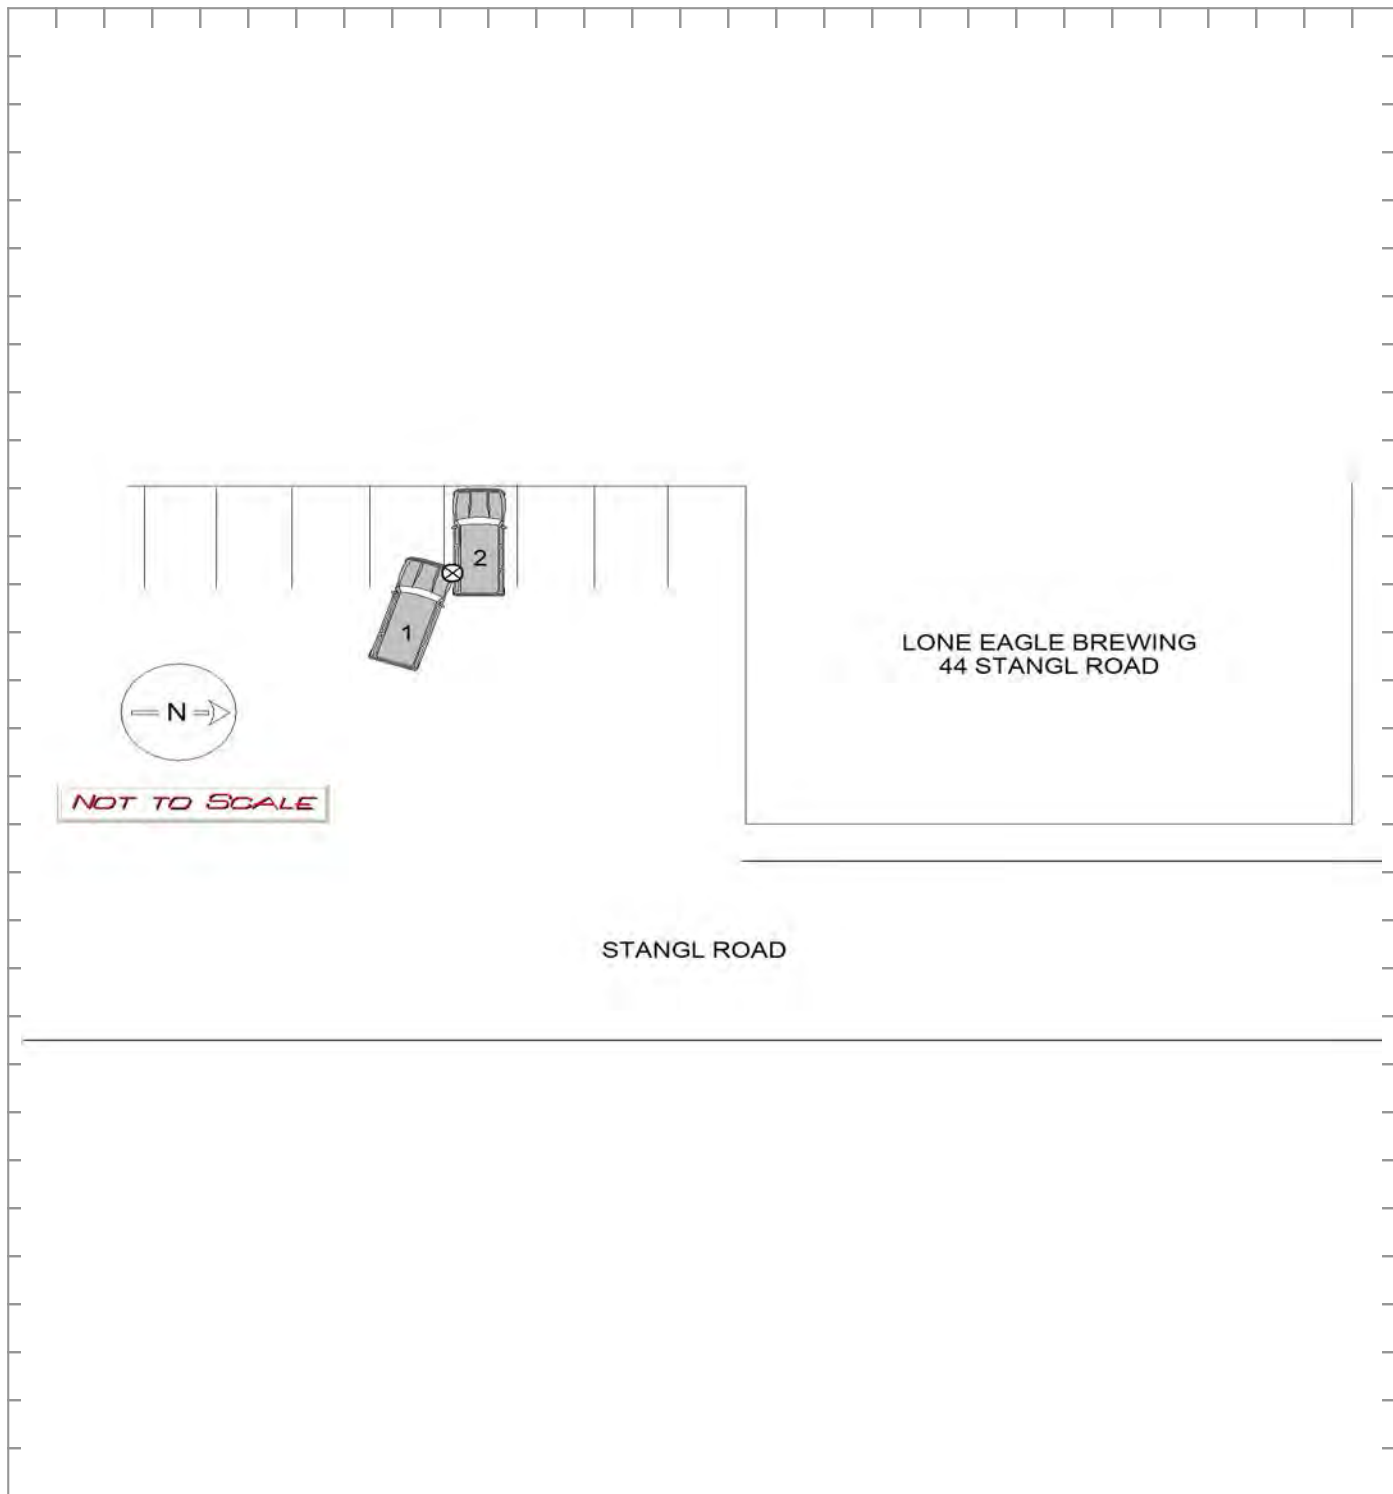 2
1
LONE EAGLE BREWING
44 STANGL ROAD
N
NOT TO SCALE
STANGL ROAD